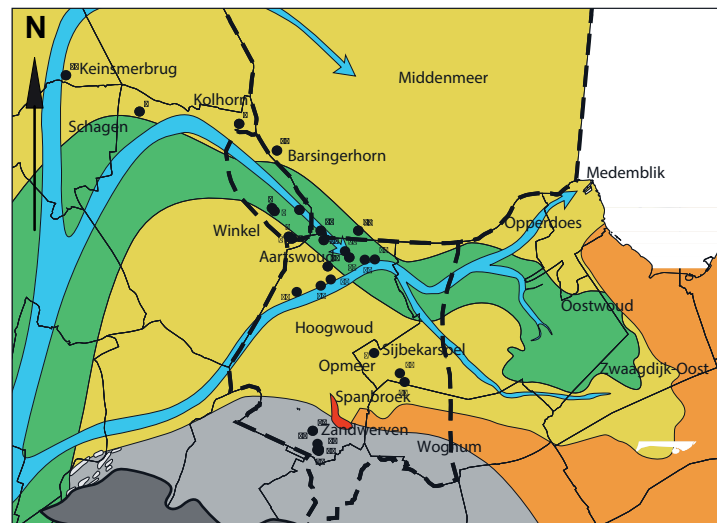 N
Keinsmerbrug
Middenmeer
Kolhorn
Schagen
Barsingerhorn
Medemblik
Opperdoes
Winkel
Aartswoud
Oostwoud
Hoogwoud
Sijbekarspel
Opmeer
Zwaagdijk-Oost
Spanbroek
Zandwerven
Wognum